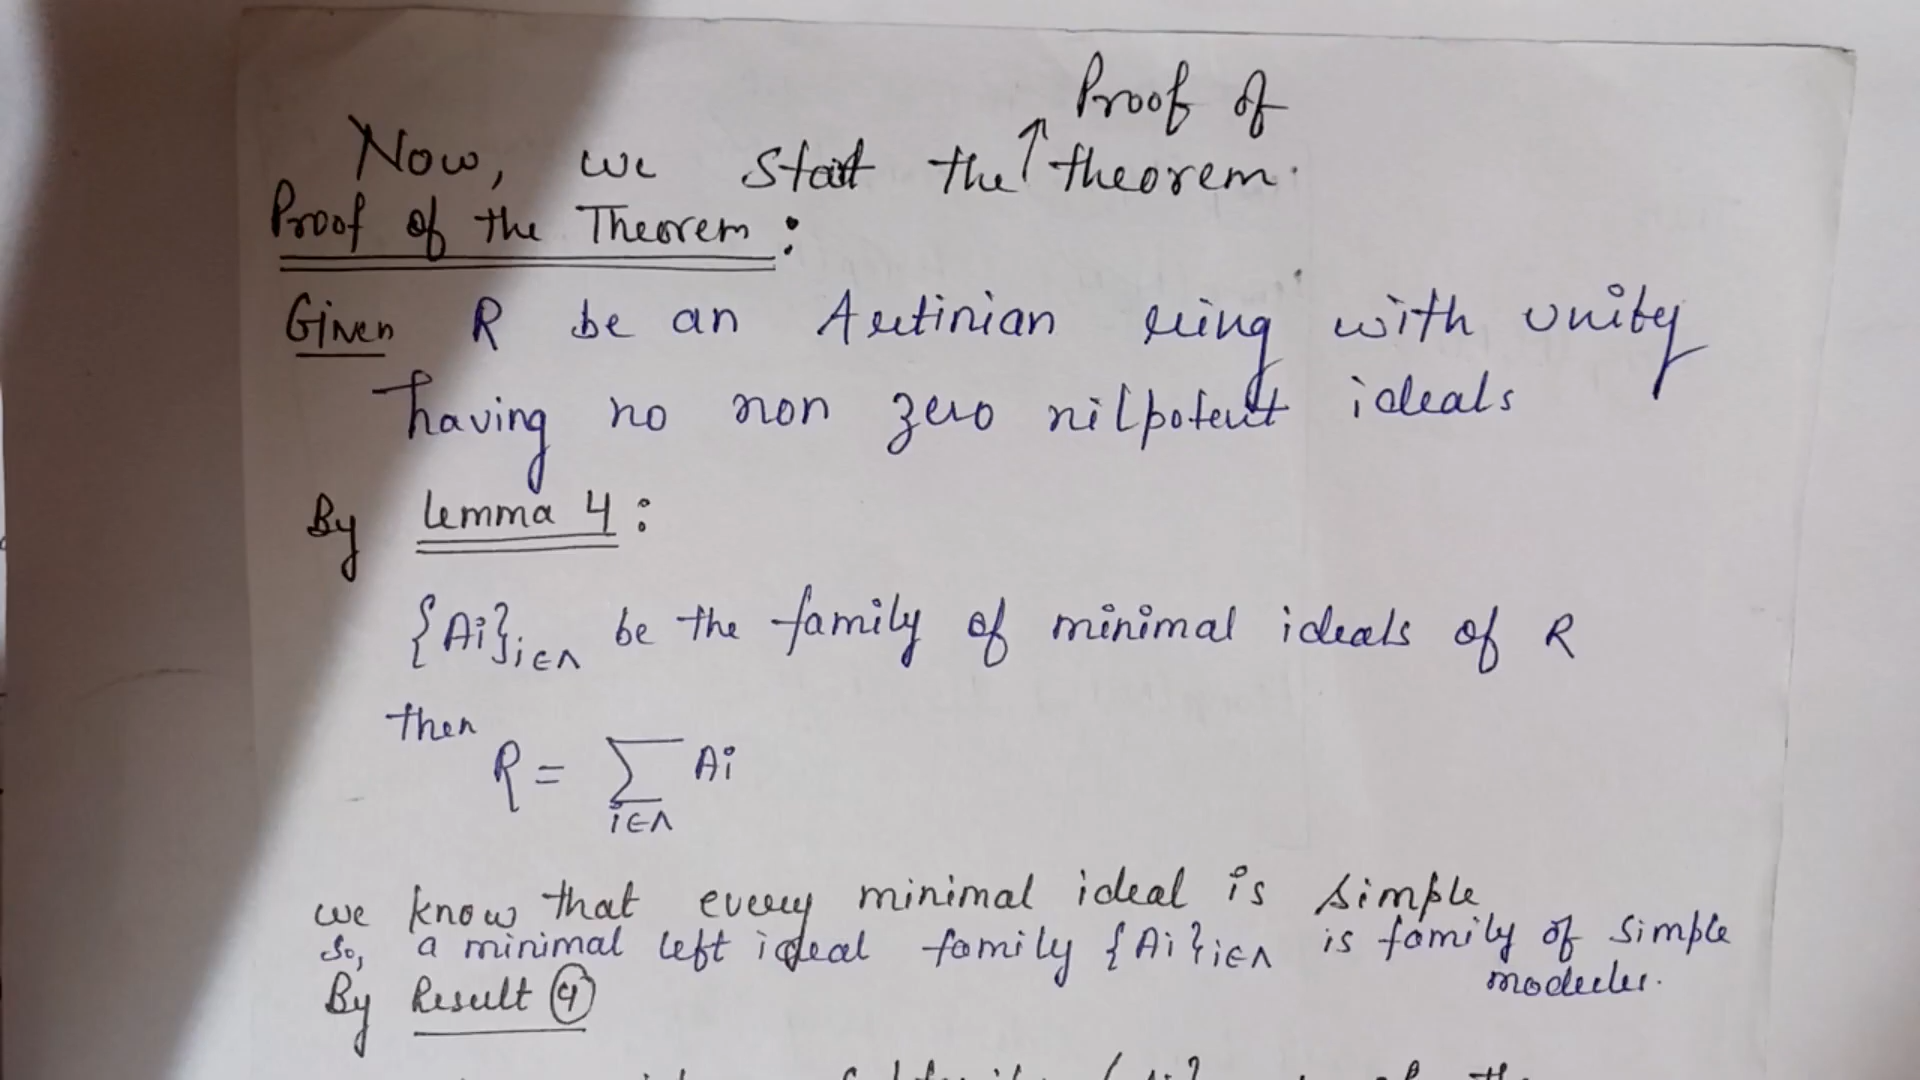 Now, we start the ↑ Proof of theorem.
Proof of the Theorem :
Given R be an Artinian ring with unity
having no non zero nilpotent ideals
By Lemma 4 :
{Ai}i∈Λ be the family of minimal ideals of R
then
R = ∑ Ai
i∈Λ
we know that every minimal ideal is simple
So, a minimal left ideal family {Ai}i∈Λ is family of simple
modules.
By Result ④